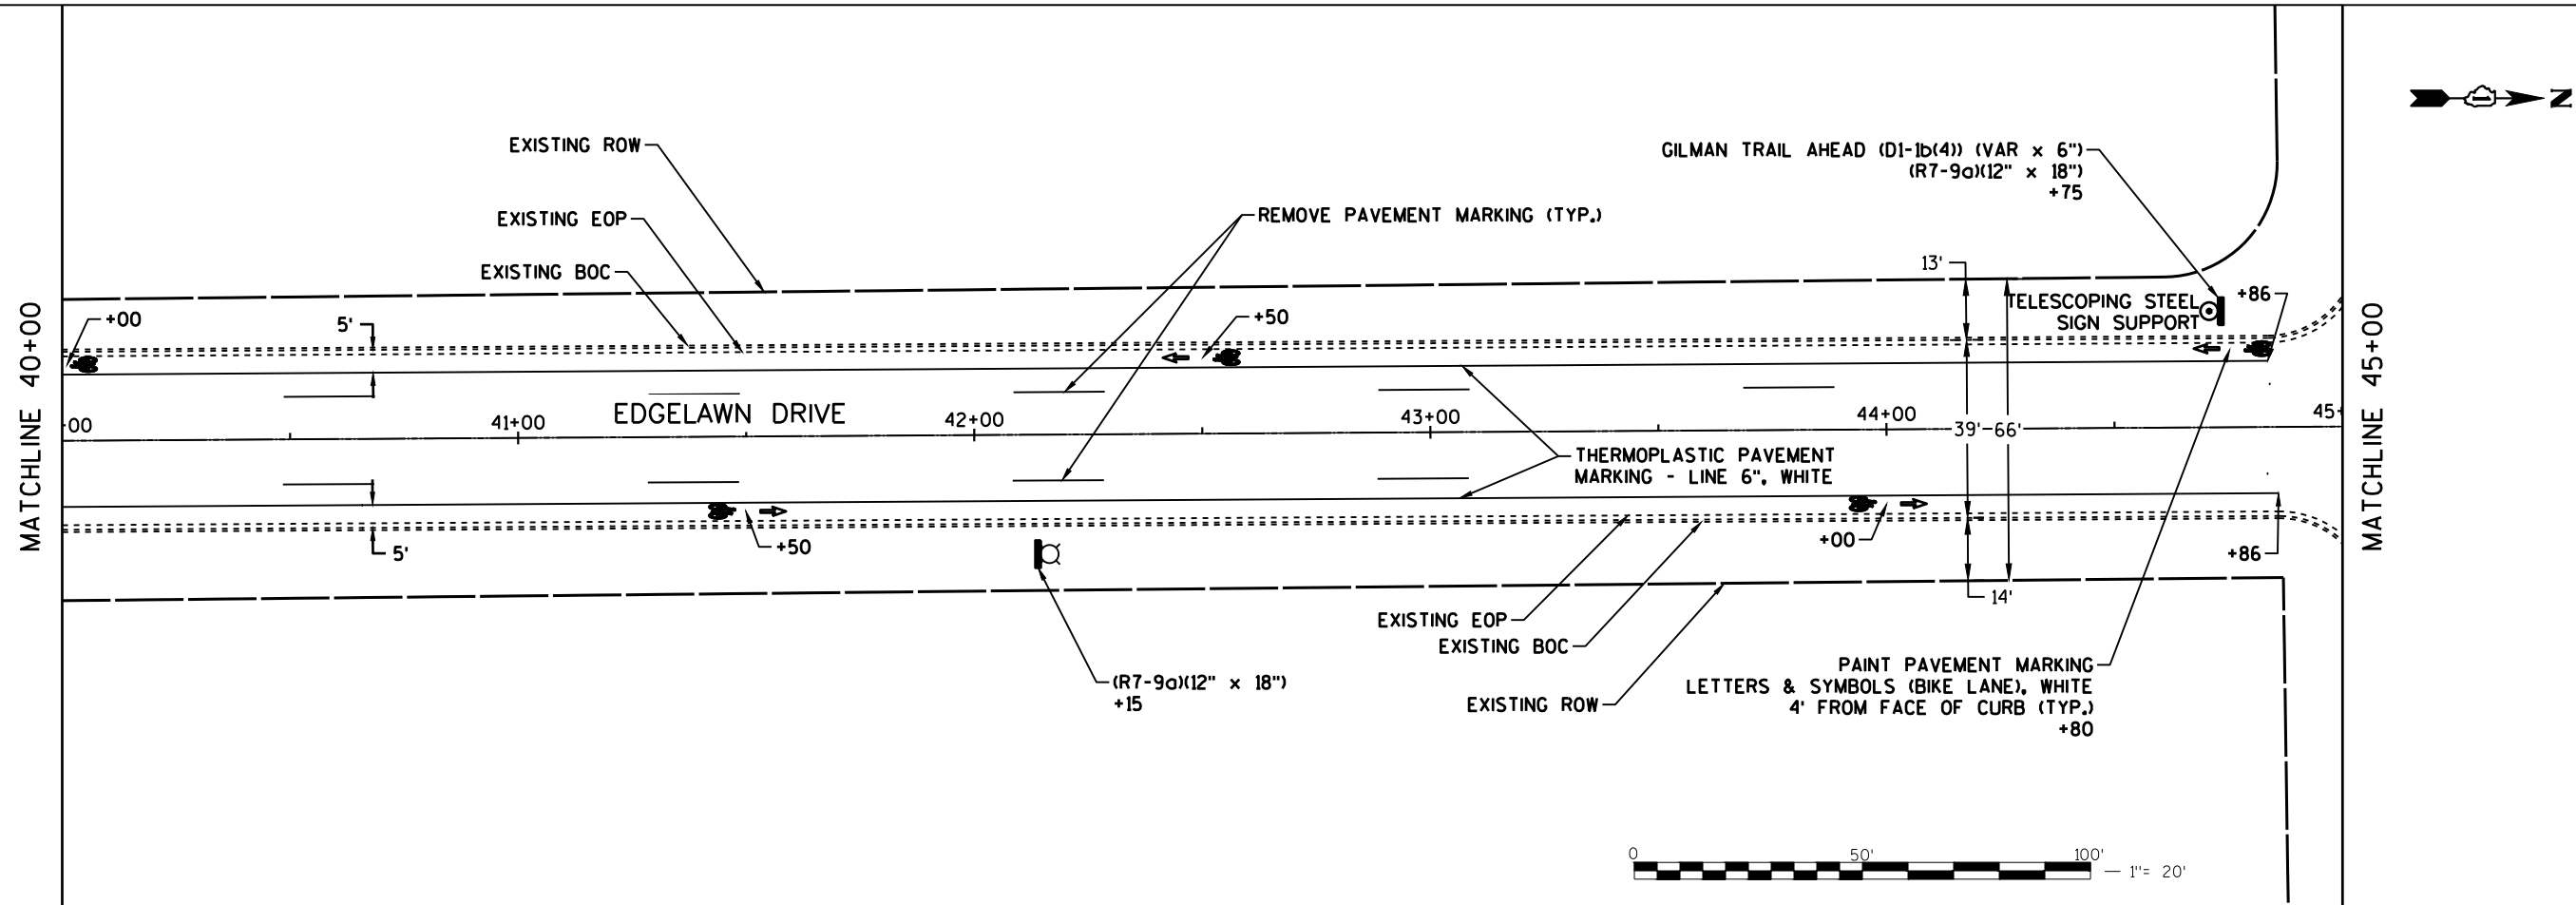 EXISTING ROW
EXISTING EOP
EXISTING BOC
REMOVE PAVEMENT MARKING (TYP.)
GILMAN TRAIL AHEAD (D1-1b(4)) (VAR x 6")
(R7-9a)(12" x 18")
+75
N
MATCHLINE 40+00
+00
5'
+50
13'
TELESCOPING STEEL
SIGN SUPPORT
+86
MATCHLINE 45+00
00
41+00
EDGELAWN DRIVE
42+00
43+00
44+00
45+
39'
66'
THERMOPLASTIC PAVEMENT
MARKING - LINE 6", WHITE
5'
+50
+00
+86
14'
EXISTING EOP
EXISTING BOC
EXISTING ROW
(R7-9a)(12" x 18")
+15
PAINT PAVEMENT MARKING
LETTERS & SYMBOLS (BIKE LANE), WHITE
4' FROM FACE OF CURB (TYP.)
+80
0 50' 100'
1"= 20'